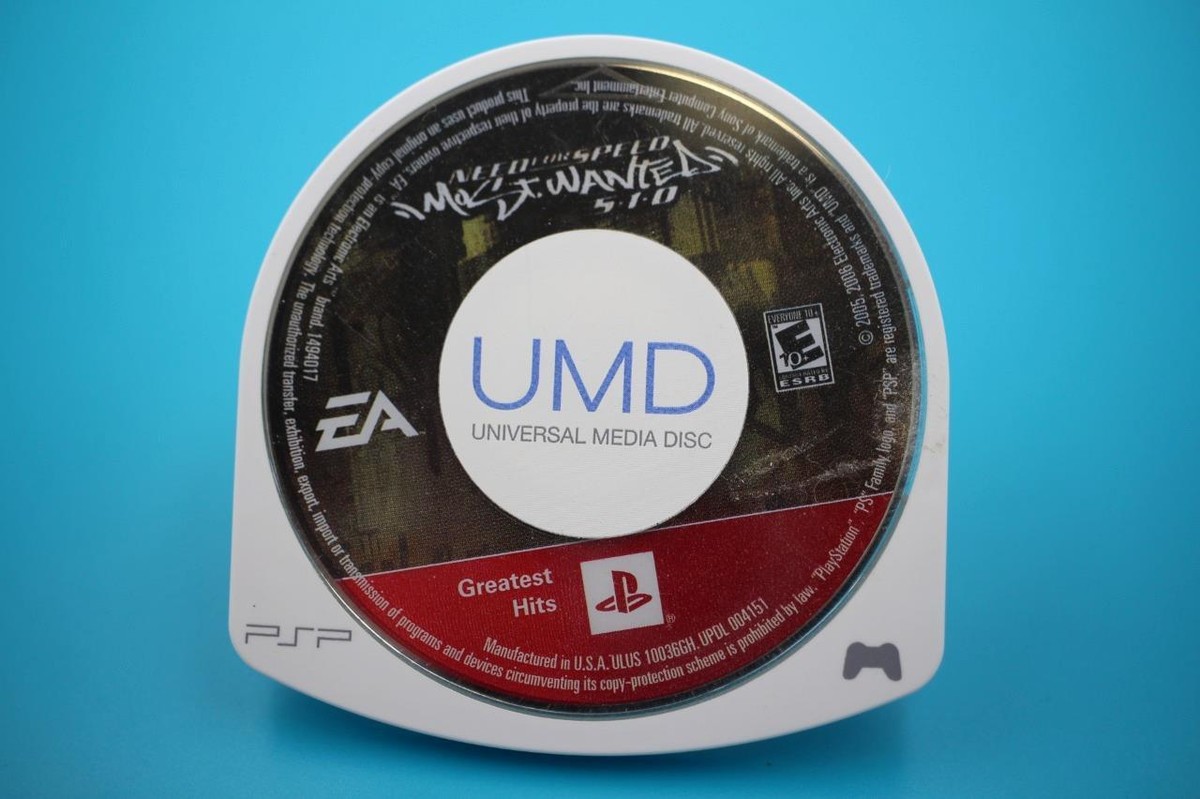 NEED FOR SPEED
MOST WANTED
5-1-0
EVERYONE 10+
E
10+
ESRB
EA
UMD
UNIVERSAL MEDIA DISC
Greatest
Hits
Manufactured in U.S.A. ULUS 10036GH. UPDL 004151
© 2005, 2006 Electronic Arts Inc. All rights reserved. All trademarks are the property of their respective owners. EA™ is an Electronic Arts™ brand. 1494017
"PlayStation", "PS" Family logo, and "PSP" are registered trademarks and "UMD" is a trademark of Sony Computer Entertainment Inc. This product uses an original copy protection technology. The unauthorized transfer, exhibition, export, import or transmission of programs and devices circumventing its copy-protection scheme is prohibited by law.
PSP